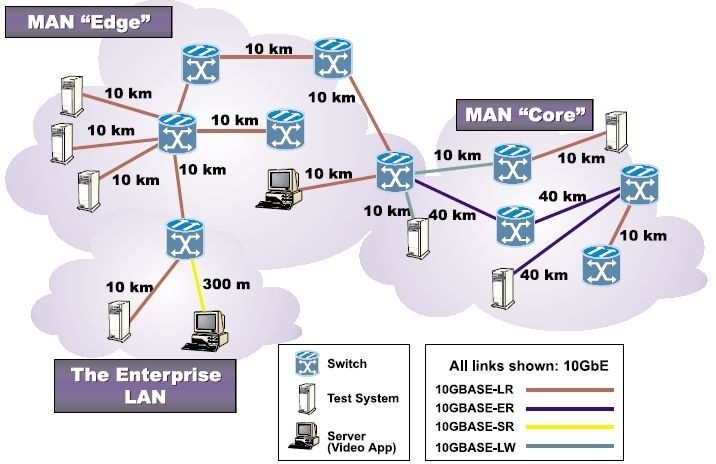 MAN “Edge”
10 km
10 km
10 km
10 km
10 km
10 km
10 km
10 km
MAN “Core”
10 km
10 km
10 km
10 km
40 km
40 km
10 km
40 km
10 km
300 m
The Enterprise
LAN
Switch
Test System
Server
(Video App)
All links shown: 10GbE
10GBASE-LR
10GBASE-ER
10GBASE-SR
10GBASE-LW